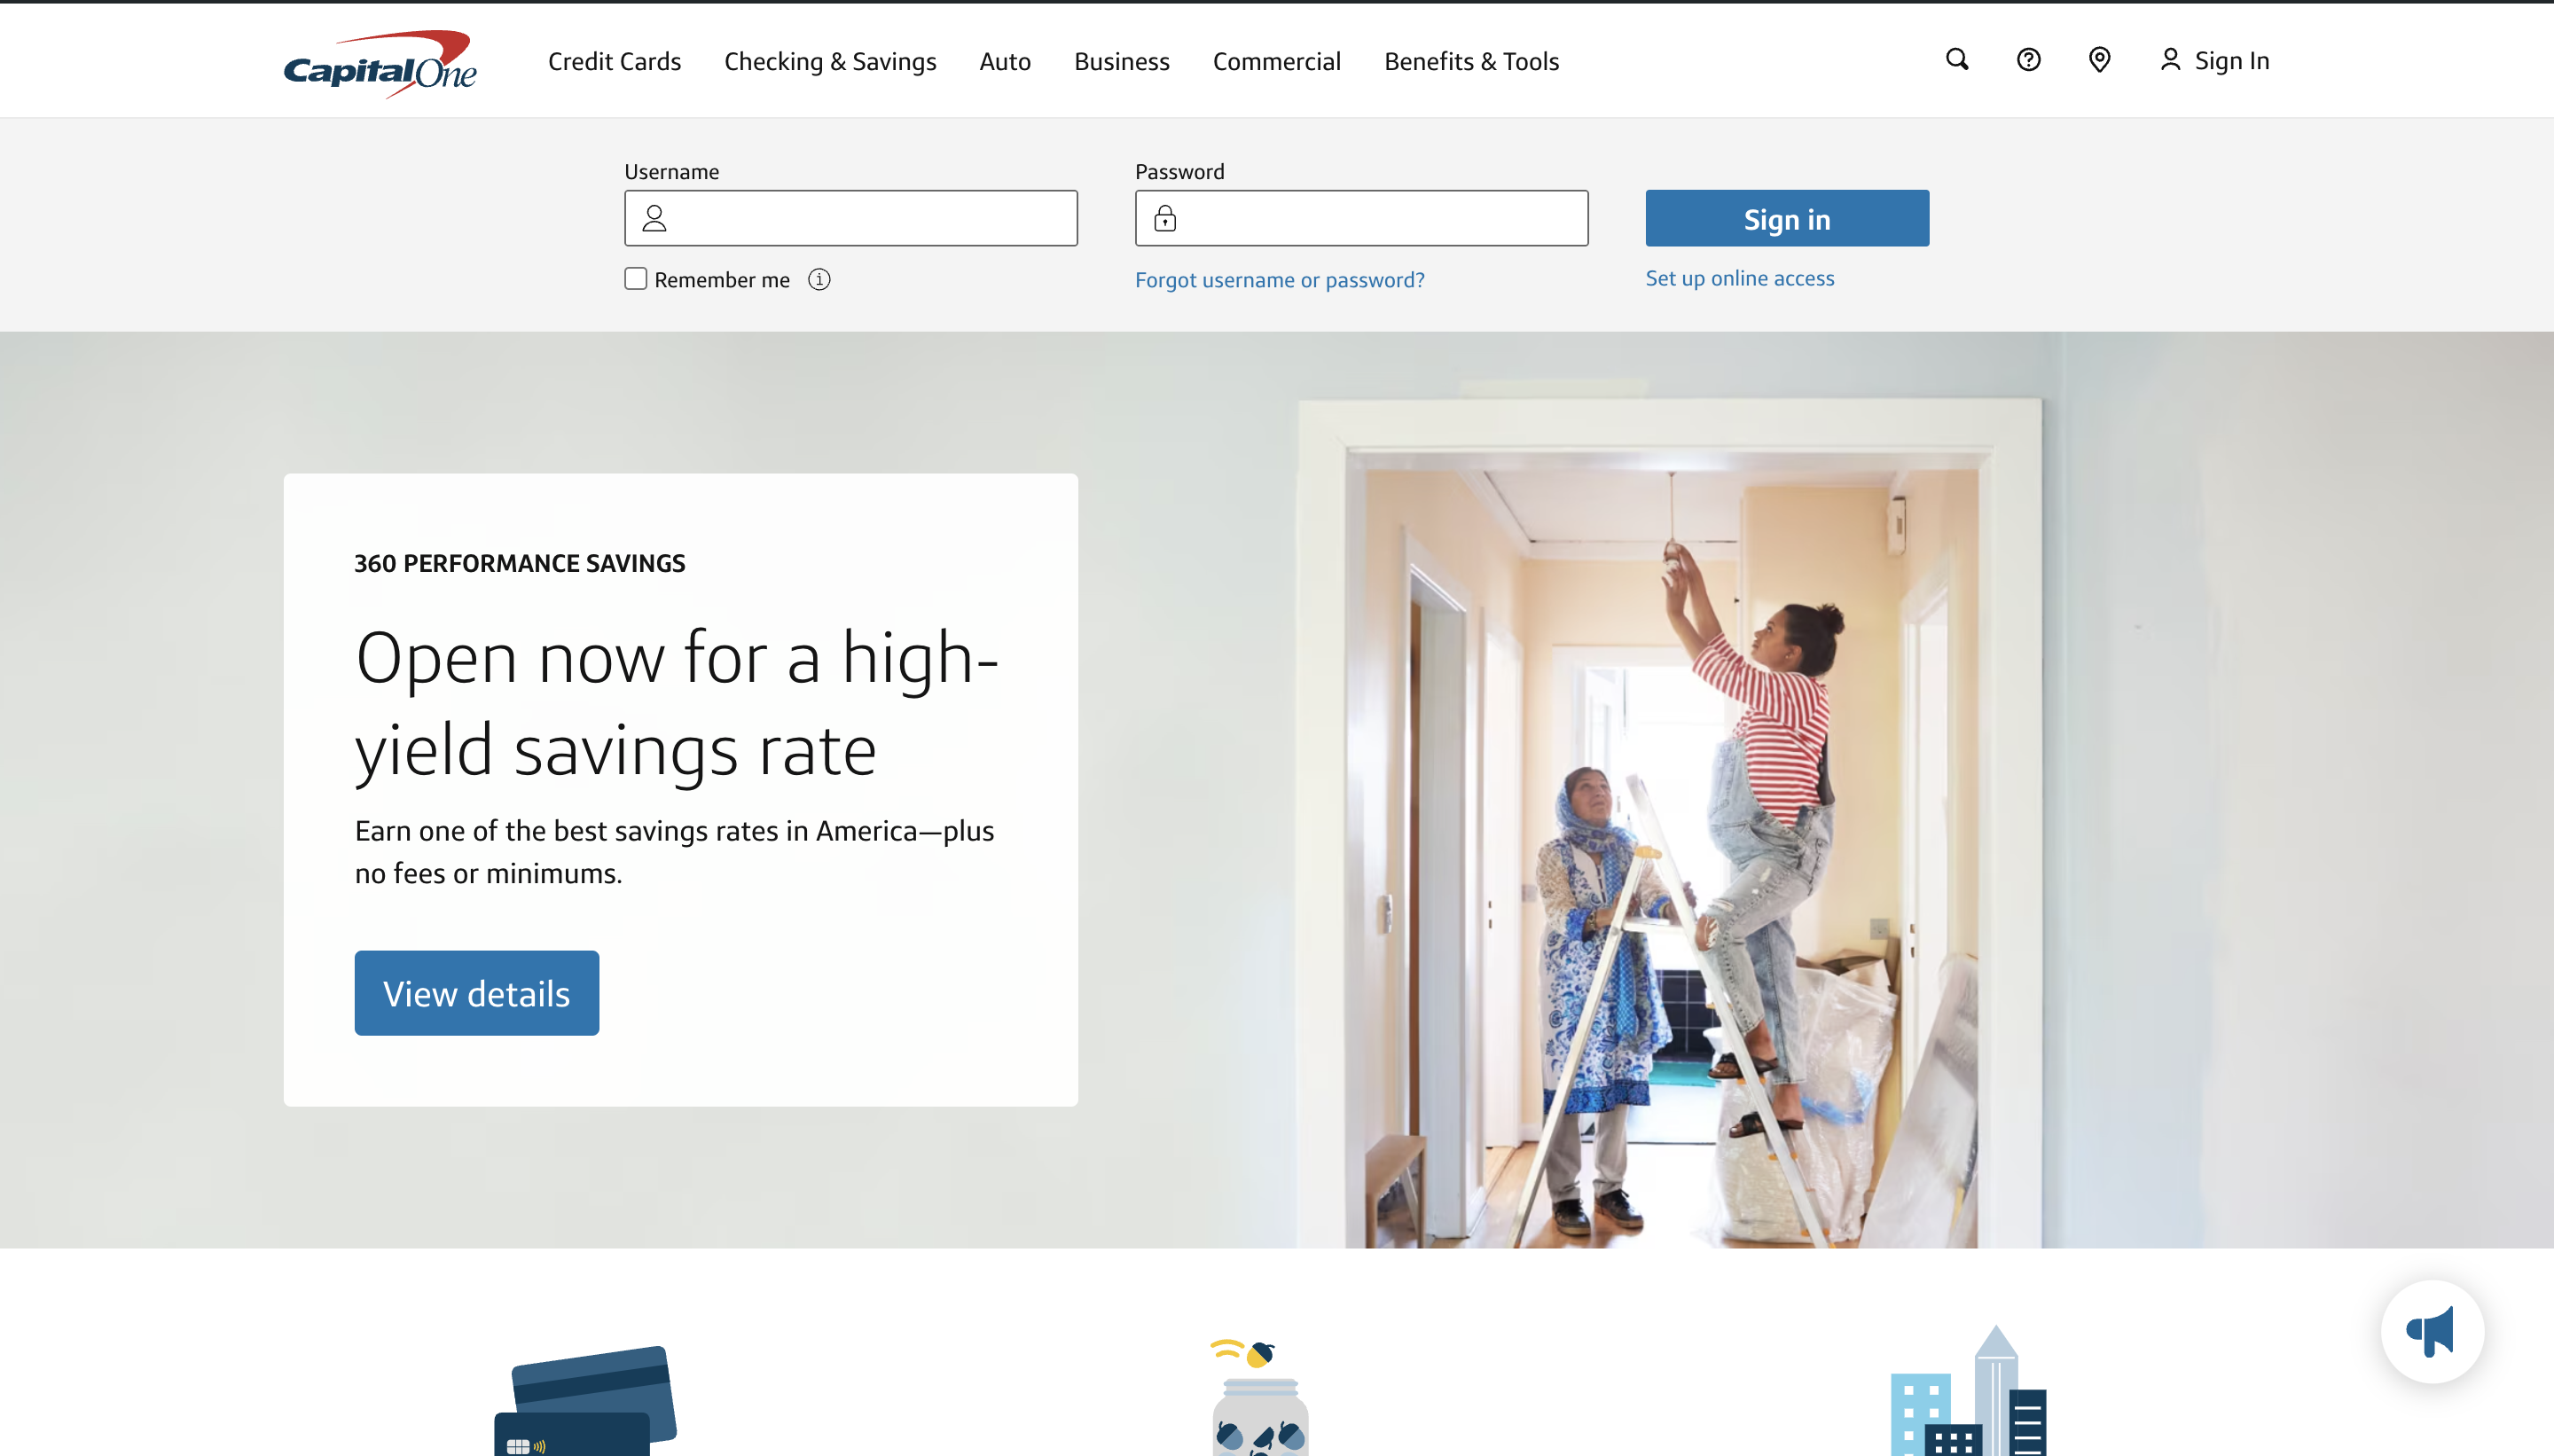 CapitalOne
Credit Cards
Checking & Savings
Auto
Business
Commercial
Benefits & Tools
Sign In
Username
Password
Sign in
Remember me
Forgot username or password?
Set up online access
360 PERFORMANCE SAVINGS
Open now for a high-
yield savings rate
Earn one of the best savings rates in America—plus
no fees or minimums.
View details